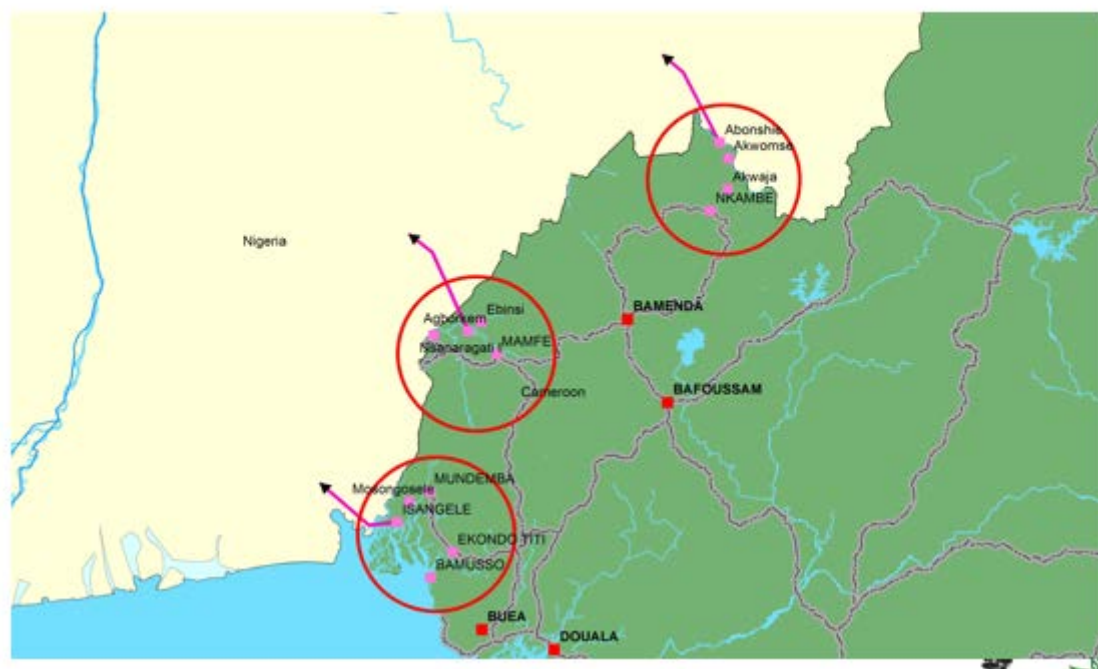 Abonshie
Akwomse
Akwaja
NKAMBE
Nigeria
BAMENDA
Ebinsi
Agborkem
Nsanaragati
MAMFE
Cameroon
BAFOUSSAM
MUNDEMBA
Mosongosele
ISANGELE
EKONDO TITI
BAMUSSO
BUEA
DOUALA